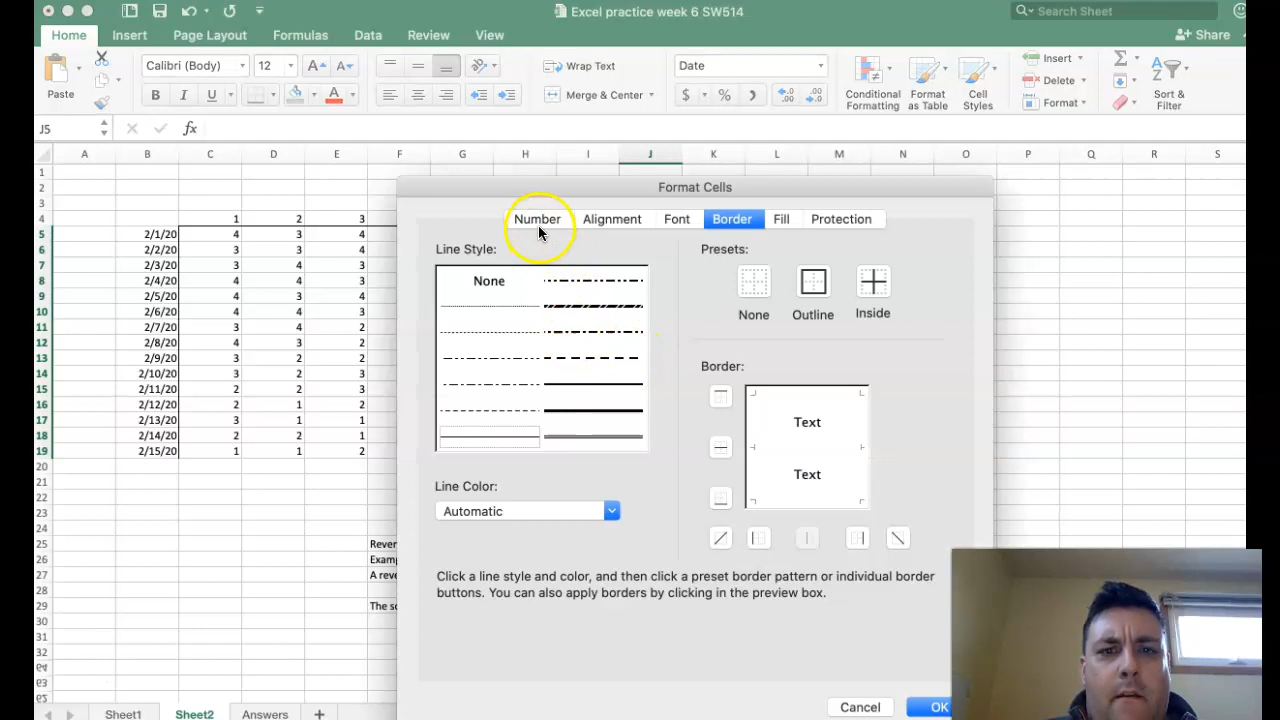 Excel practice week 6 SW514
Search Sheet
Home Insert Page Layout Formulas Data Review View Share
Calibri (Body) 12 A A Wrap Text Date Insert
Paste B I U A Merge & Center $ % Conditional Formatting Format as Table Cell Styles Delete Format Sort & Filter
J5 fx
A B C D E F G H I J K L M N O P Q R S
1
2 Format Cells
3
4 1 2 3 Number Alignment Font Border Fill Protection
5 2/1/20 4 3 4
6 2/2/20 3 3 4 Line Style: Presets:
7 2/3/20 3 4 3
8 2/4/20 4 4 3 None
9 2/5/20 4 3 3
10 2/6/20 4 4 3 None Outline Inside
11 2/7/20 3 4 2
12 2/8/20 4 3 2
13 2/9/20 3 2 2 Border:
14 2/10/20 3 2 3
15 2/11/20 2 2 3
16 2/12/20 2 1 2 Text
17 2/13/20 3 1 1
18 2/14/20 2 2 1
19 2/15/20 1 1 2 Text
20
21 Line Color:
22
23 Automatic
24
25 Rever
26 Examp
27 A reve Click a line style and color, and then click a preset border pattern or individual border
28 buttons. You can also apply borders by clicking in the preview box.
29 The sc
30
31
32
Cancel OK
Sheet1 Sheet2 Answers +